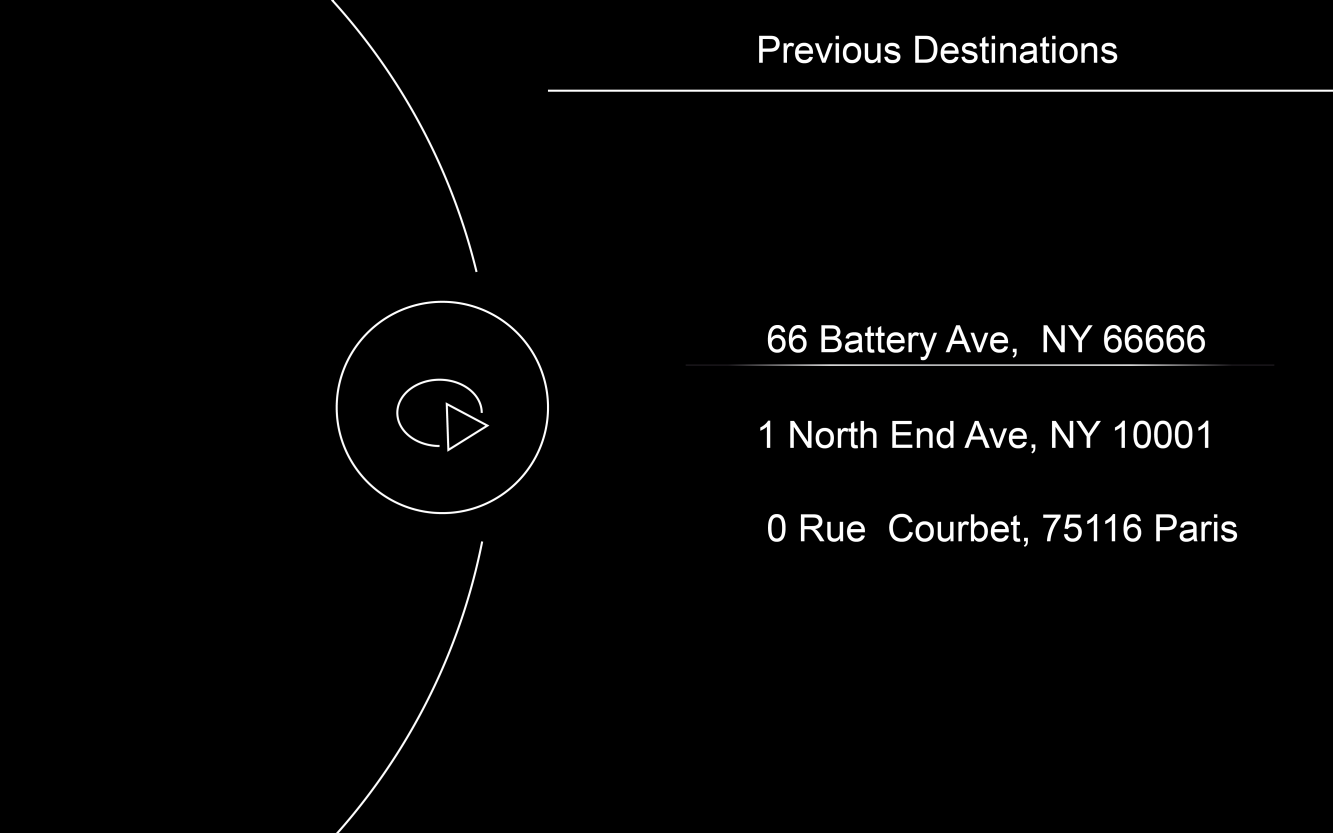 Previous Destinations
66 Battery Ave,  NY 66666
1 North End Ave, NY 10001
0 Rue  Courbet, 75116 Paris